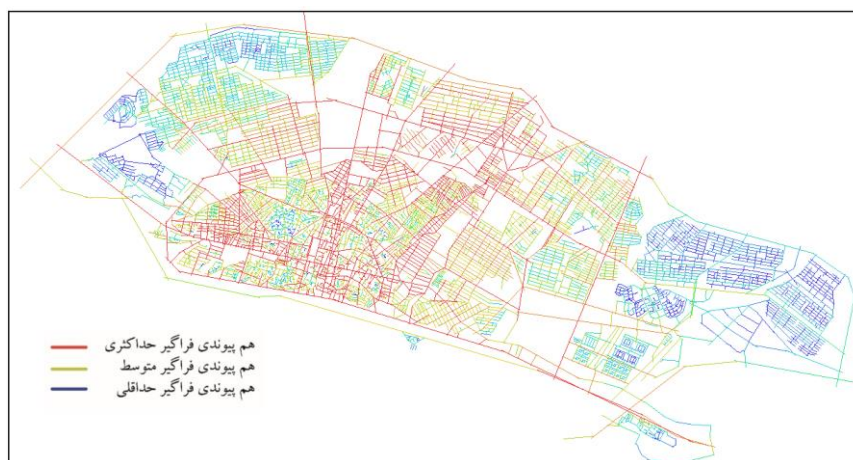 هم پیوندی فراگیر حداکثری
هم پیوندی فراگیر متوسط
هم پیوندی فراگیر حداقلی